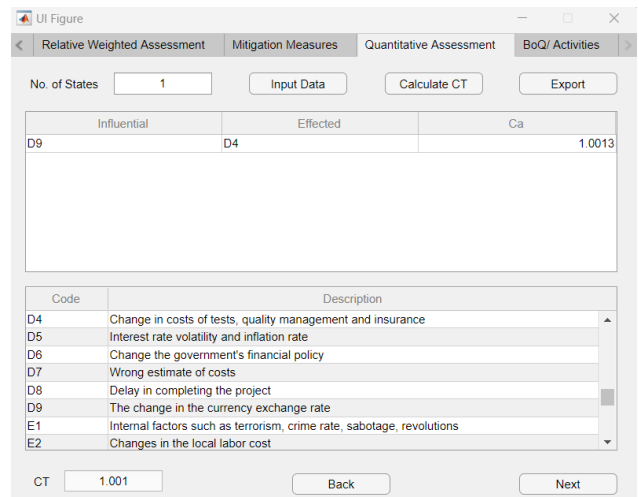 UI Figure
Relative Weighted Assessment Mitigation Measures Quantitative Assessment BoQ/ Activities
No. of States 1 Input Data Calculate CT Export
Influential Effected Ca
D9 D4 1.0013
Code Description
D4 Change in costs of tests, quality management and insurance
D5 Interest rate volatility and inflation rate
D6 Change the government's financial policy
D7 Wrong estimate of costs
D8 Delay in completing the project
D9 The change in the currency exchange rate
E1 Internal factors such as terrorism, crime rate, sabotage, revolutions
E2 Changes in the local labor cost
CT 1.001 Back Next